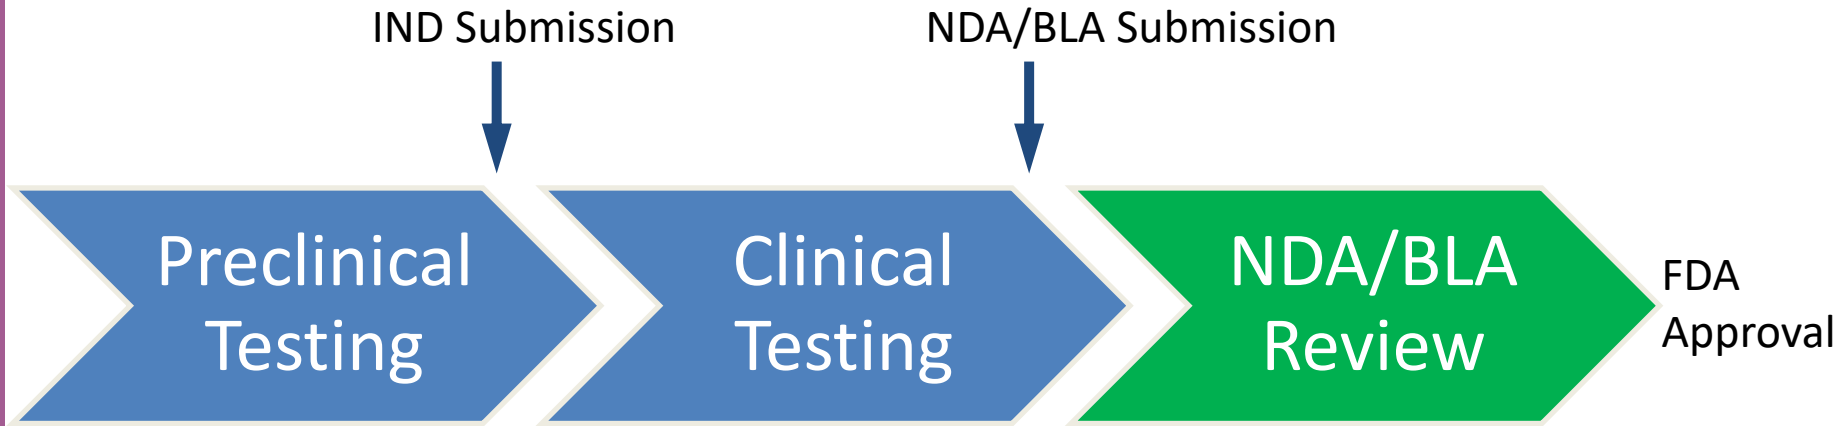 IND Submission
NDA/BLA Submission
Preclinical
Testing
Clinical
Testing
NDA/BLA
Review
FDA
Approval